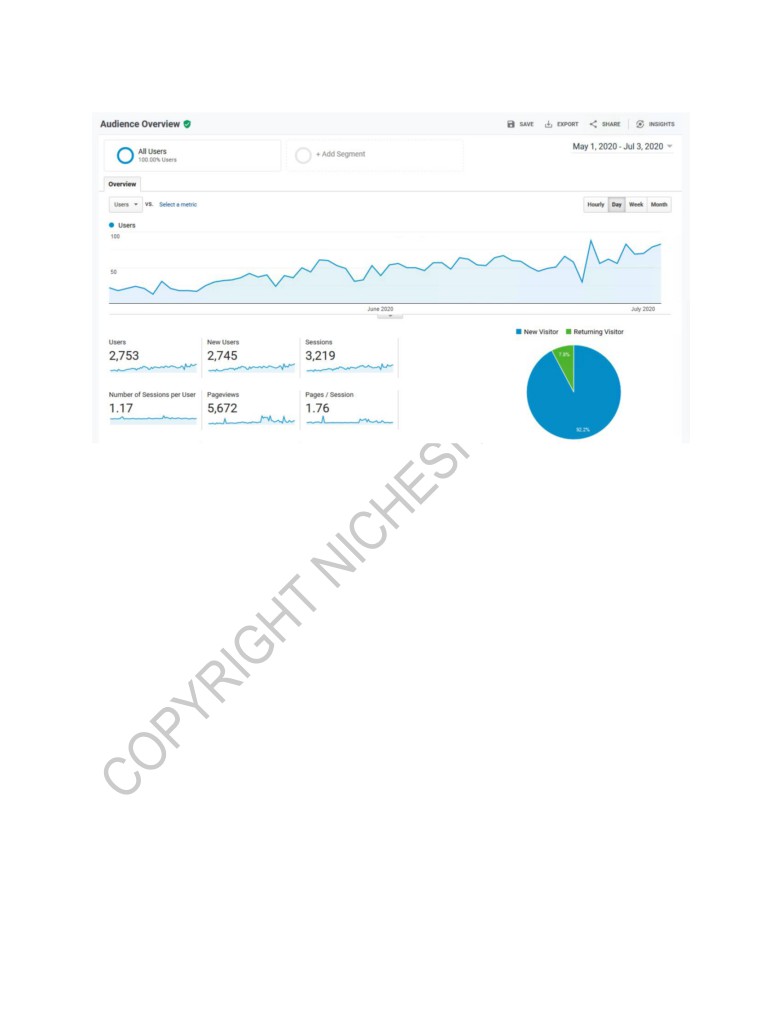 Audience Overview
SAVE EXPORT SHARE INSIGHTS
All Users
100.00% Users
+ Add Segment
May 1, 2020 - Jul 3, 2020
Overview
Users VS. Select a metric
Hourly Day Week Month
Users
100
50
June 2020
July 2020
New Visitor Returning Visitor
Users
2,753
New Users
2,745
Sessions
3,219
Number of Sessions per User
1.17
Pageviews
5,672
Pages / Session
1.76
7.8%
92.2%
COPYRIGHT